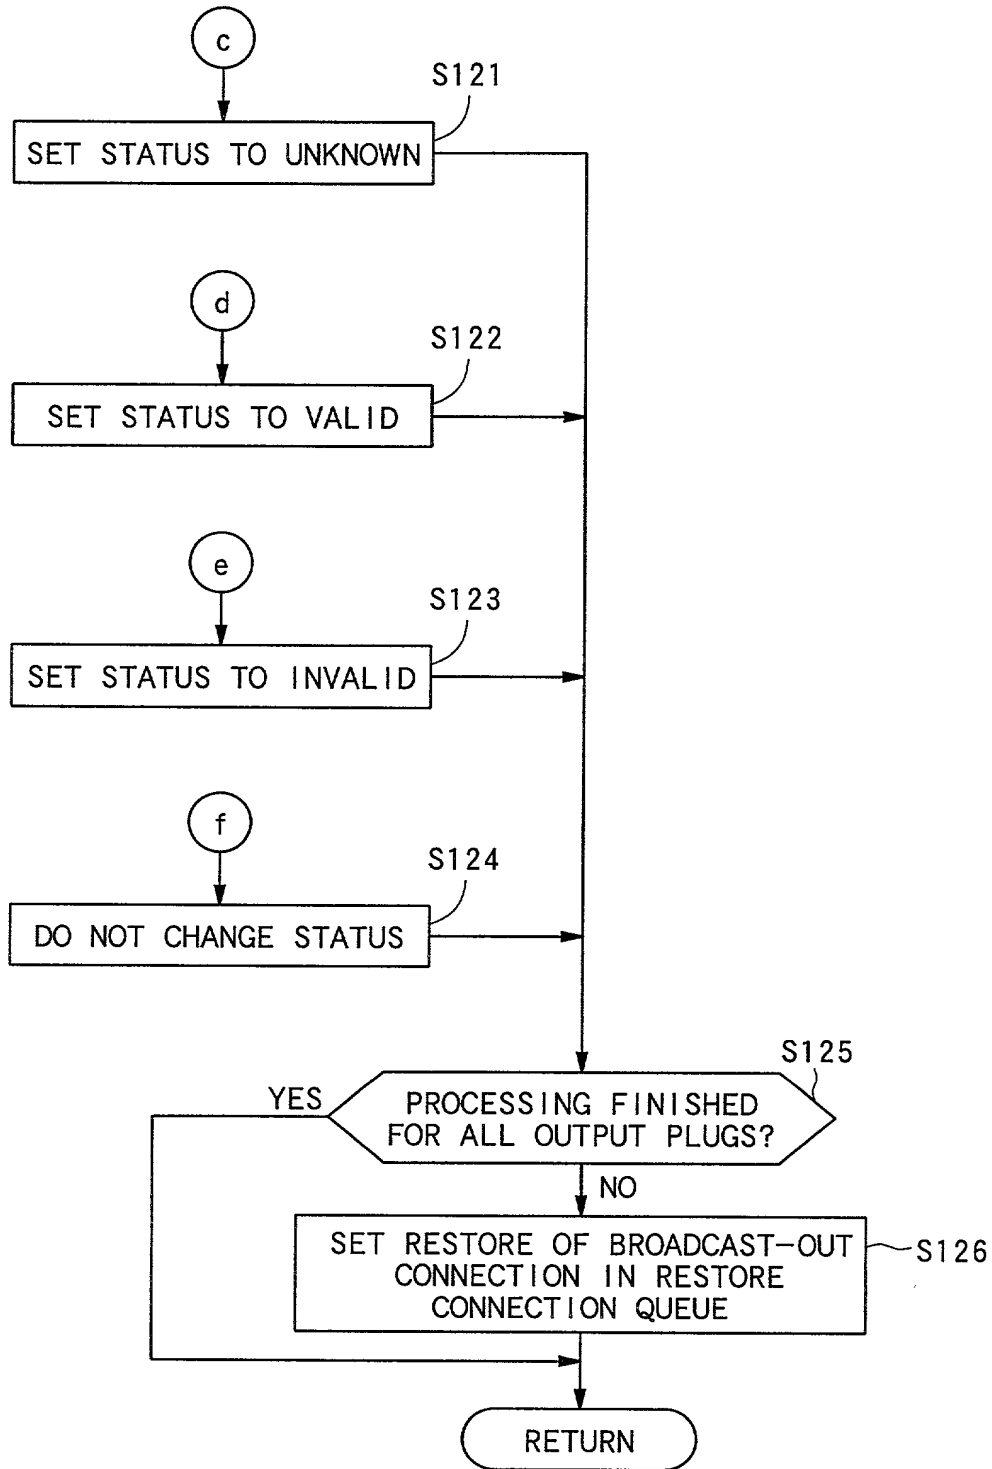 c
S121
SET STATUS TO UNKNOWN
d
S122
SET STATUS TO VALID
e
S123
SET STATUS TO INVALID
f
S124
DO NOT CHANGE STATUS
S125
YES
PROCESSING FINISHED
FOR ALL OUTPUT PLUGS?
NO
SET RESTORE OF BROADCAST-OUT
CONNECTION IN RESTORE
CONNECTION QUEUE
S126
RETURN